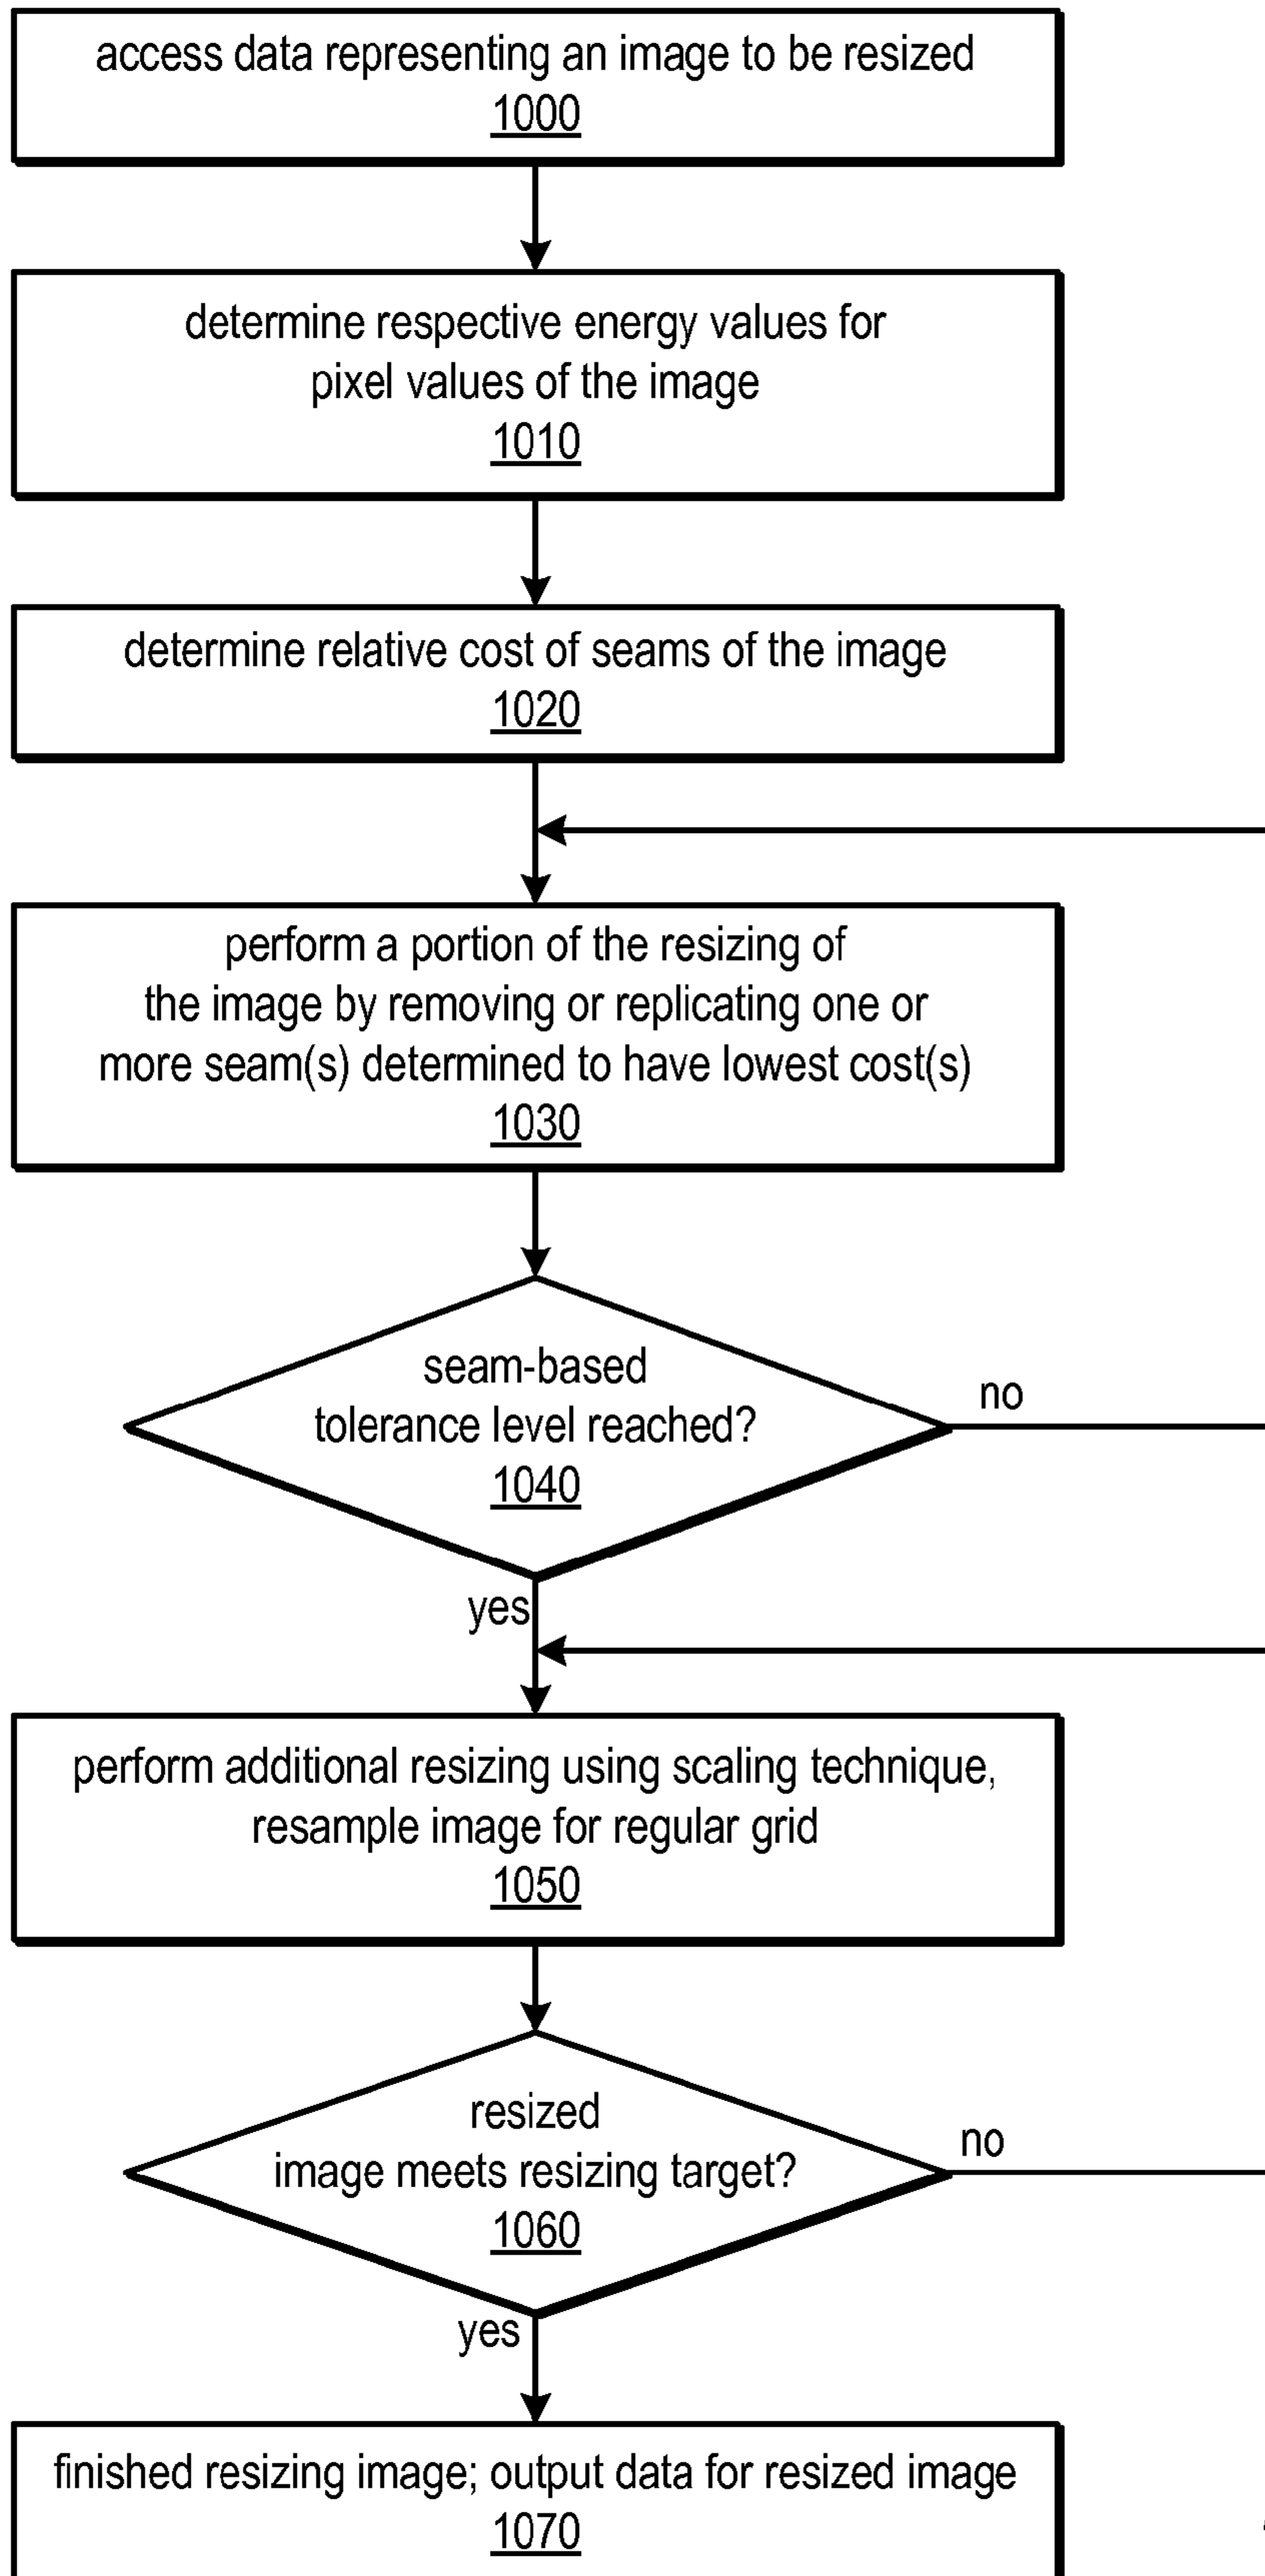 access data representing an image to be resized
1000
determine respective energy values for
pixel values of the image
1010
determine relative cost of seams of the image
1020
perform a portion of the resizing of
the image by removing or replicating one or
more seam(s) determined to have lowest cost(s)
1030
seam-based
tolerance level reached?
1040
no
yes
perform additional resizing using scaling technique,
resample image for regular grid
1050
resized
image meets resizing target?
1060
no
yes
finished resizing image; output data for resized image
1070